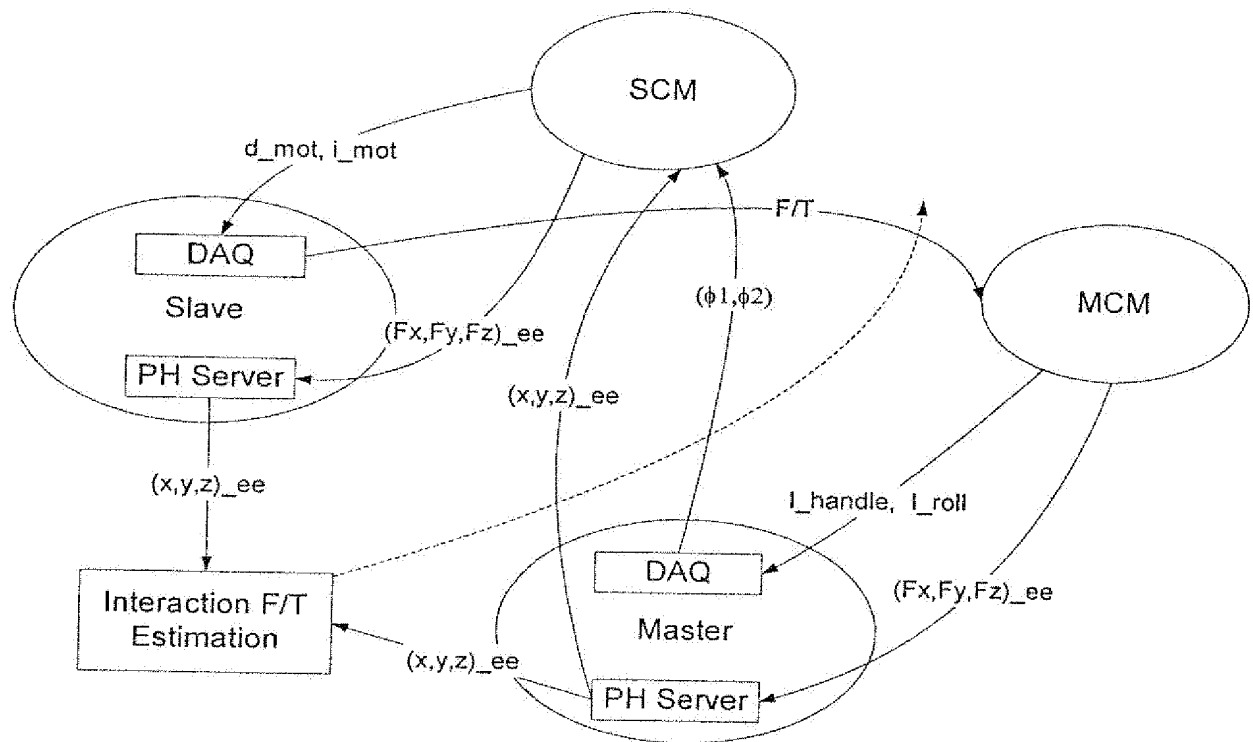 SCM
d_mot, i_mot
F/T
DAQ
Slave
(ϕ1,ϕ2)
MCM
(Fx,Fy,Fz)_ee
PH Server
(x,y,z)_ee
(x,y,z)_ee
I_handle, I_roll
DAQ
Interaction F/T
Estimation
(Fx,Fy,Fz)_ee
Master
(x,y,z)_ee
PH Server